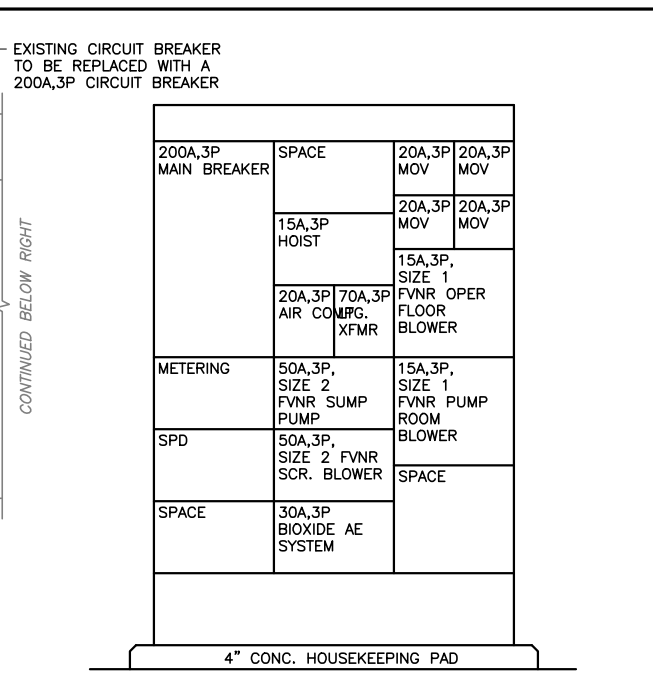 EXISTING CIRCUIT BREAKER
TO BE REPLACED WITH A
200A,3P CIRCUIT BREAKER
CONTINUED BELOW RIGHT
200A,3P
MAIN BREAKER
METERING
SPD
SPACE
SPACE
15A,3P
HOIST
20A,3P
AIR COMP.
70A,3P
LTG.
XFMR
50A,3P,
SIZE 2
FVNR SUMP
PUMP
50A,3P,
SIZE 2 FVNR
SCR. BLOWER
30A,3P
BIOXIDE AE
SYSTEM
20A,3P
MOV
20A,3P
MOV
20A,3P
MOV
20A,3P
MOV
15A,3P,
SIZE 1
FVNR OPER
FLOOR
BLOWER
15A,3P,
SIZE 1
FVNR PUMP
ROOM
BLOWER
SPACE
4" CONC. HOUSEKEEPING PAD